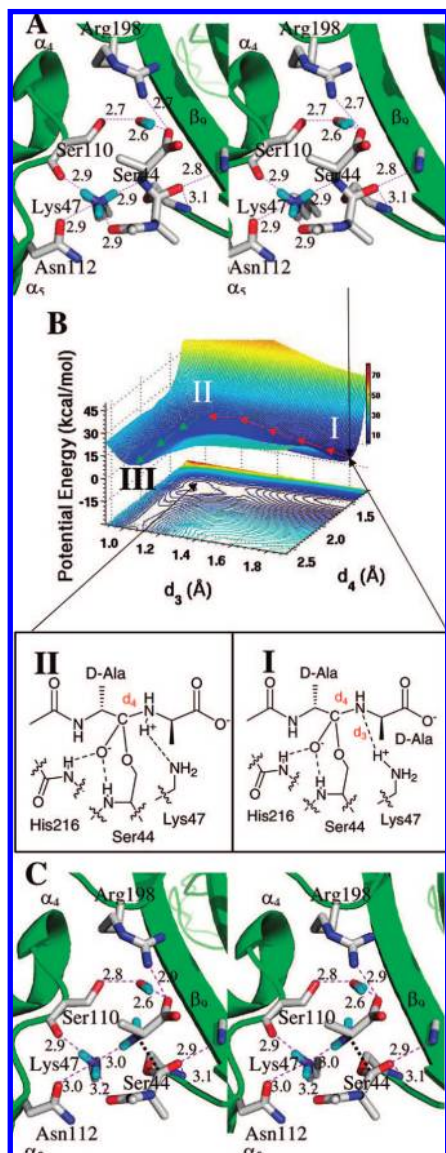 A
Arg198 Arg198
α4 α4
2.7 2.7 2.7 2.7
β9
2.6 2.6
Ser110 Ser110
2.9 Ser44 2.8 2.9 Ser44 2.8
Lys47 2.9 3.1 Lys47 2.9 3.1
2.9 2.9
2.9 2.9
Asn112 Asn112
α5
B
Potential Energy (kcal/mol)
45
30
15
0
-15
II
I
III
70
50
30
10
1.0 1.2 1.4 1.6 1.8
d3 (Å)
2.5 2.0 1.5
d4 (Å)
II
D-Ala
O
d4
H
N
O
N
H
H+
O-
O-
H
N
O
O
H
N
NH2
His216
Ser44
Lys47
I
D-Ala
O
d4
H
N
O
N
H
d3
O-
O-
D-Ala
H+
H
N
O
O
H
N
NH2
His216
Ser44
Lys47
C
Arg198 Arg198
α4 α4
2.8 2.9 2.8 2.9
β9
2.6 2.6
Ser110 Ser110
2.9 2.9 2.9 2.9
Lys47 3.0 3.1 Lys47 3.0 3.1
3.0 3.2 Ser44 3.0 3.2 Ser44
Asn112 Asn112